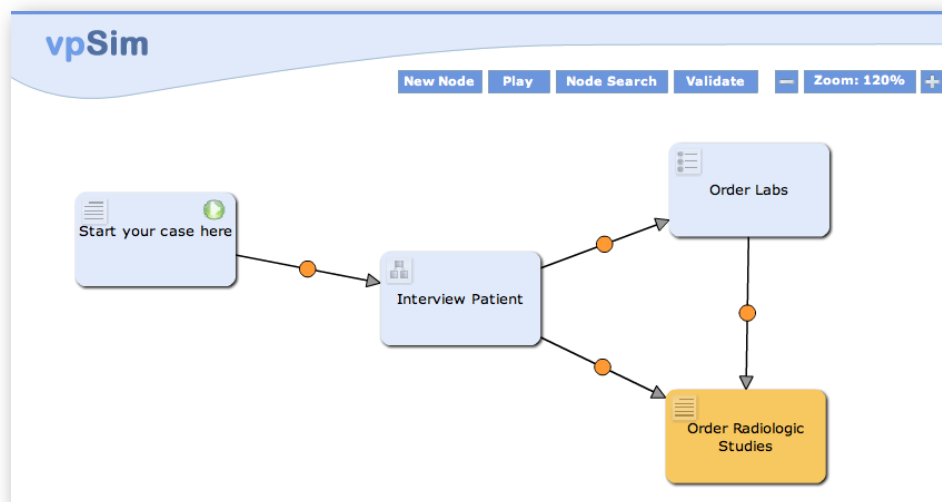 vpSim
New Node
Play
Node Search
Validate
Zoom: 120%
Order Labs
Start your case here
Interview Patient
Order Radiologic
Studies